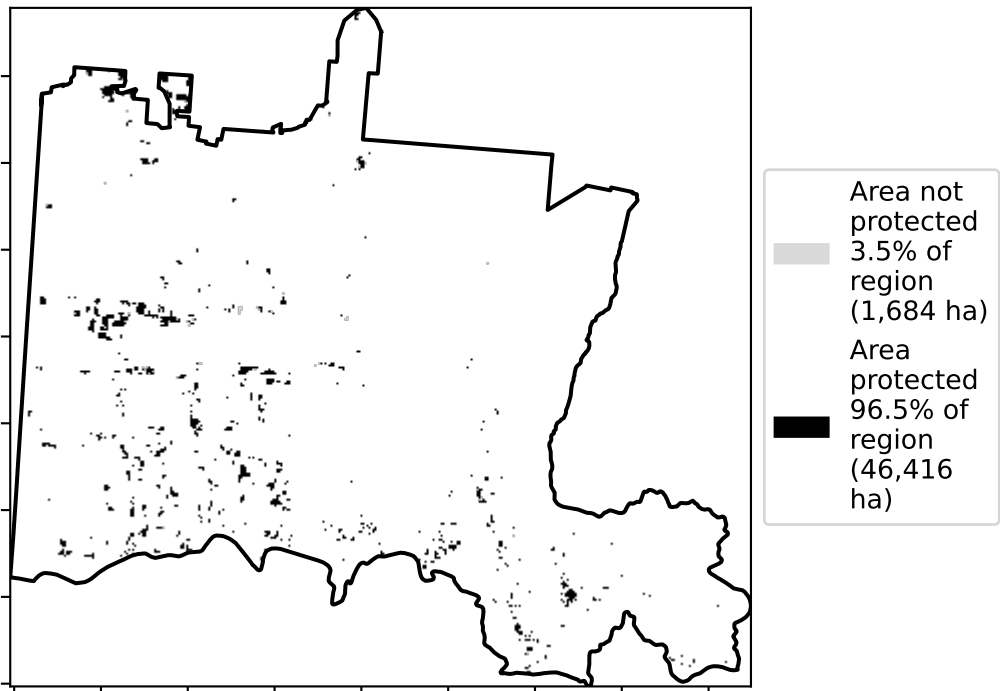 Area not
protected
3.5% of
region
(1,684 ha)
Area
protected
96.5% of
region
(46,416
ha)